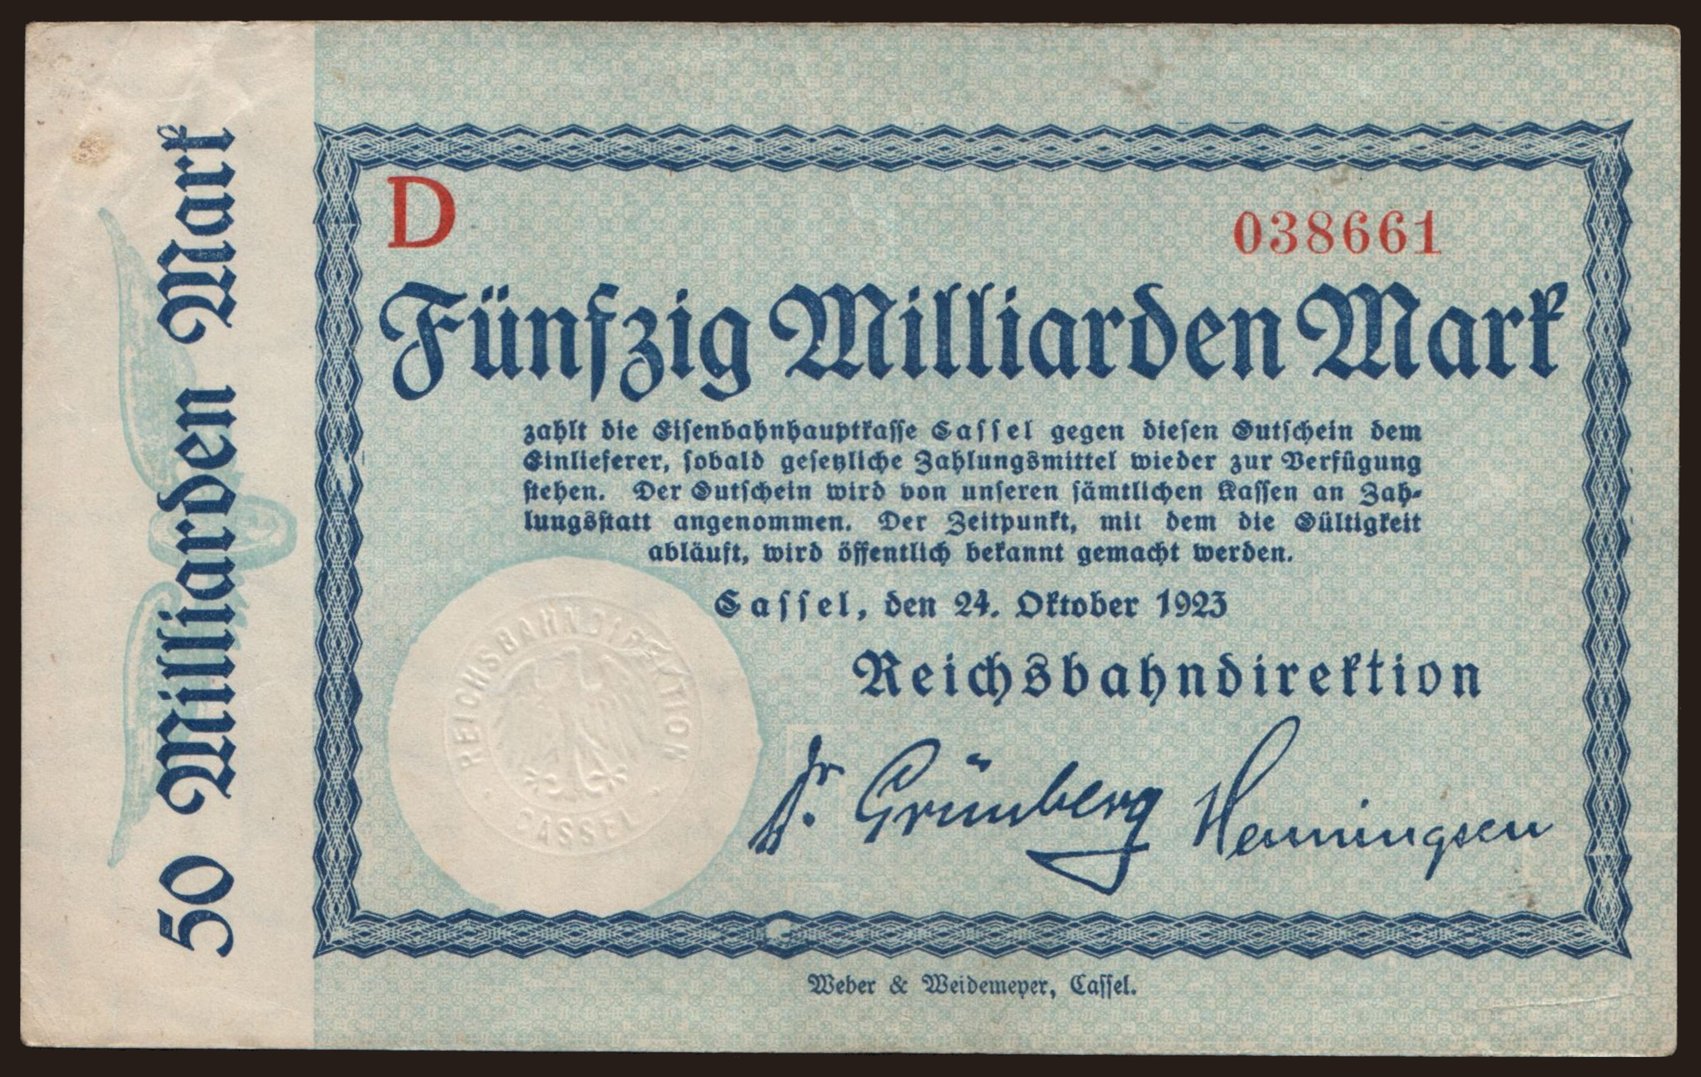 50 Milliarden Mark
D
038661
Fünfzig Milliarden Mark
zahlt die Eisenbahnhauptkasse Cassel gegen diesen Gutschein dem
Einlieferer, sobald gesetzliche Zahlungsmittel wieder zur Verfügung
stehen. Der Gutschein wird von unseren sämtlichen Kassen an Zah-
lungsstatt angenommen. Der Zeitpunkt, mit dem die Gültigkeit
abläuft, wird öffentlich bekannt gemacht werden.
Cassel, den 24. Oktober 1923
Reichsbahndirektion
REICHSBAHNDIREKTION
CASSEL
Dr. Grünberg Henningsen
Weber & Weidemeyer, Cassel.